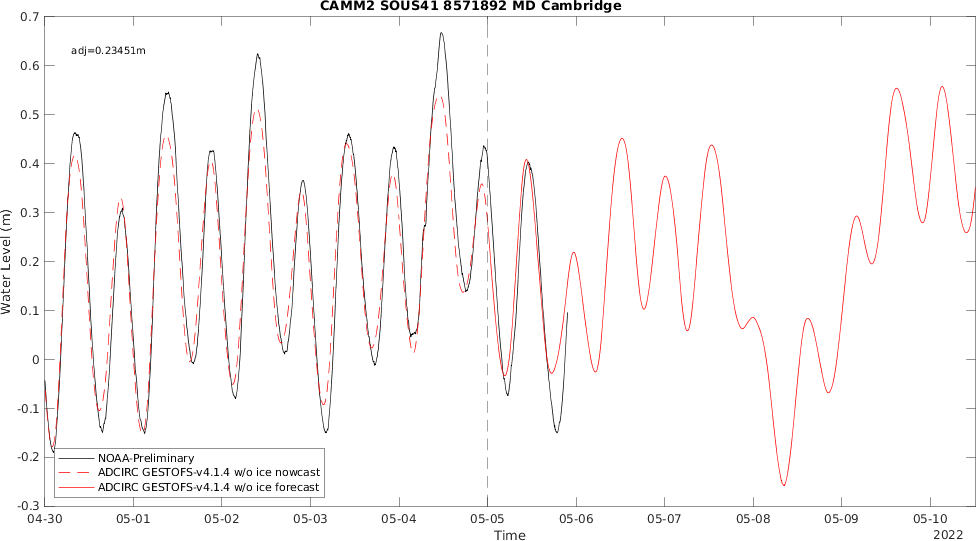 CAMM2 SOUS41 8571892 MD Cambridge
adj=0.23451m
Water Level (m)
0.7
0.6
0.5
0.4
0.3
0.2
0.1
0
-0.1
-0.2
-0.3
NOAA-Preliminary
ADCIRC GESTOFS-v4.1.4 w/o ice nowcast
ADCIRC GESTOFS-v4.1.4 w/o ice forecast
04-30 05-01 05-02 05-03 05-04 05-05 05-06 05-07 05-08 05-09 05-10
Time
2022